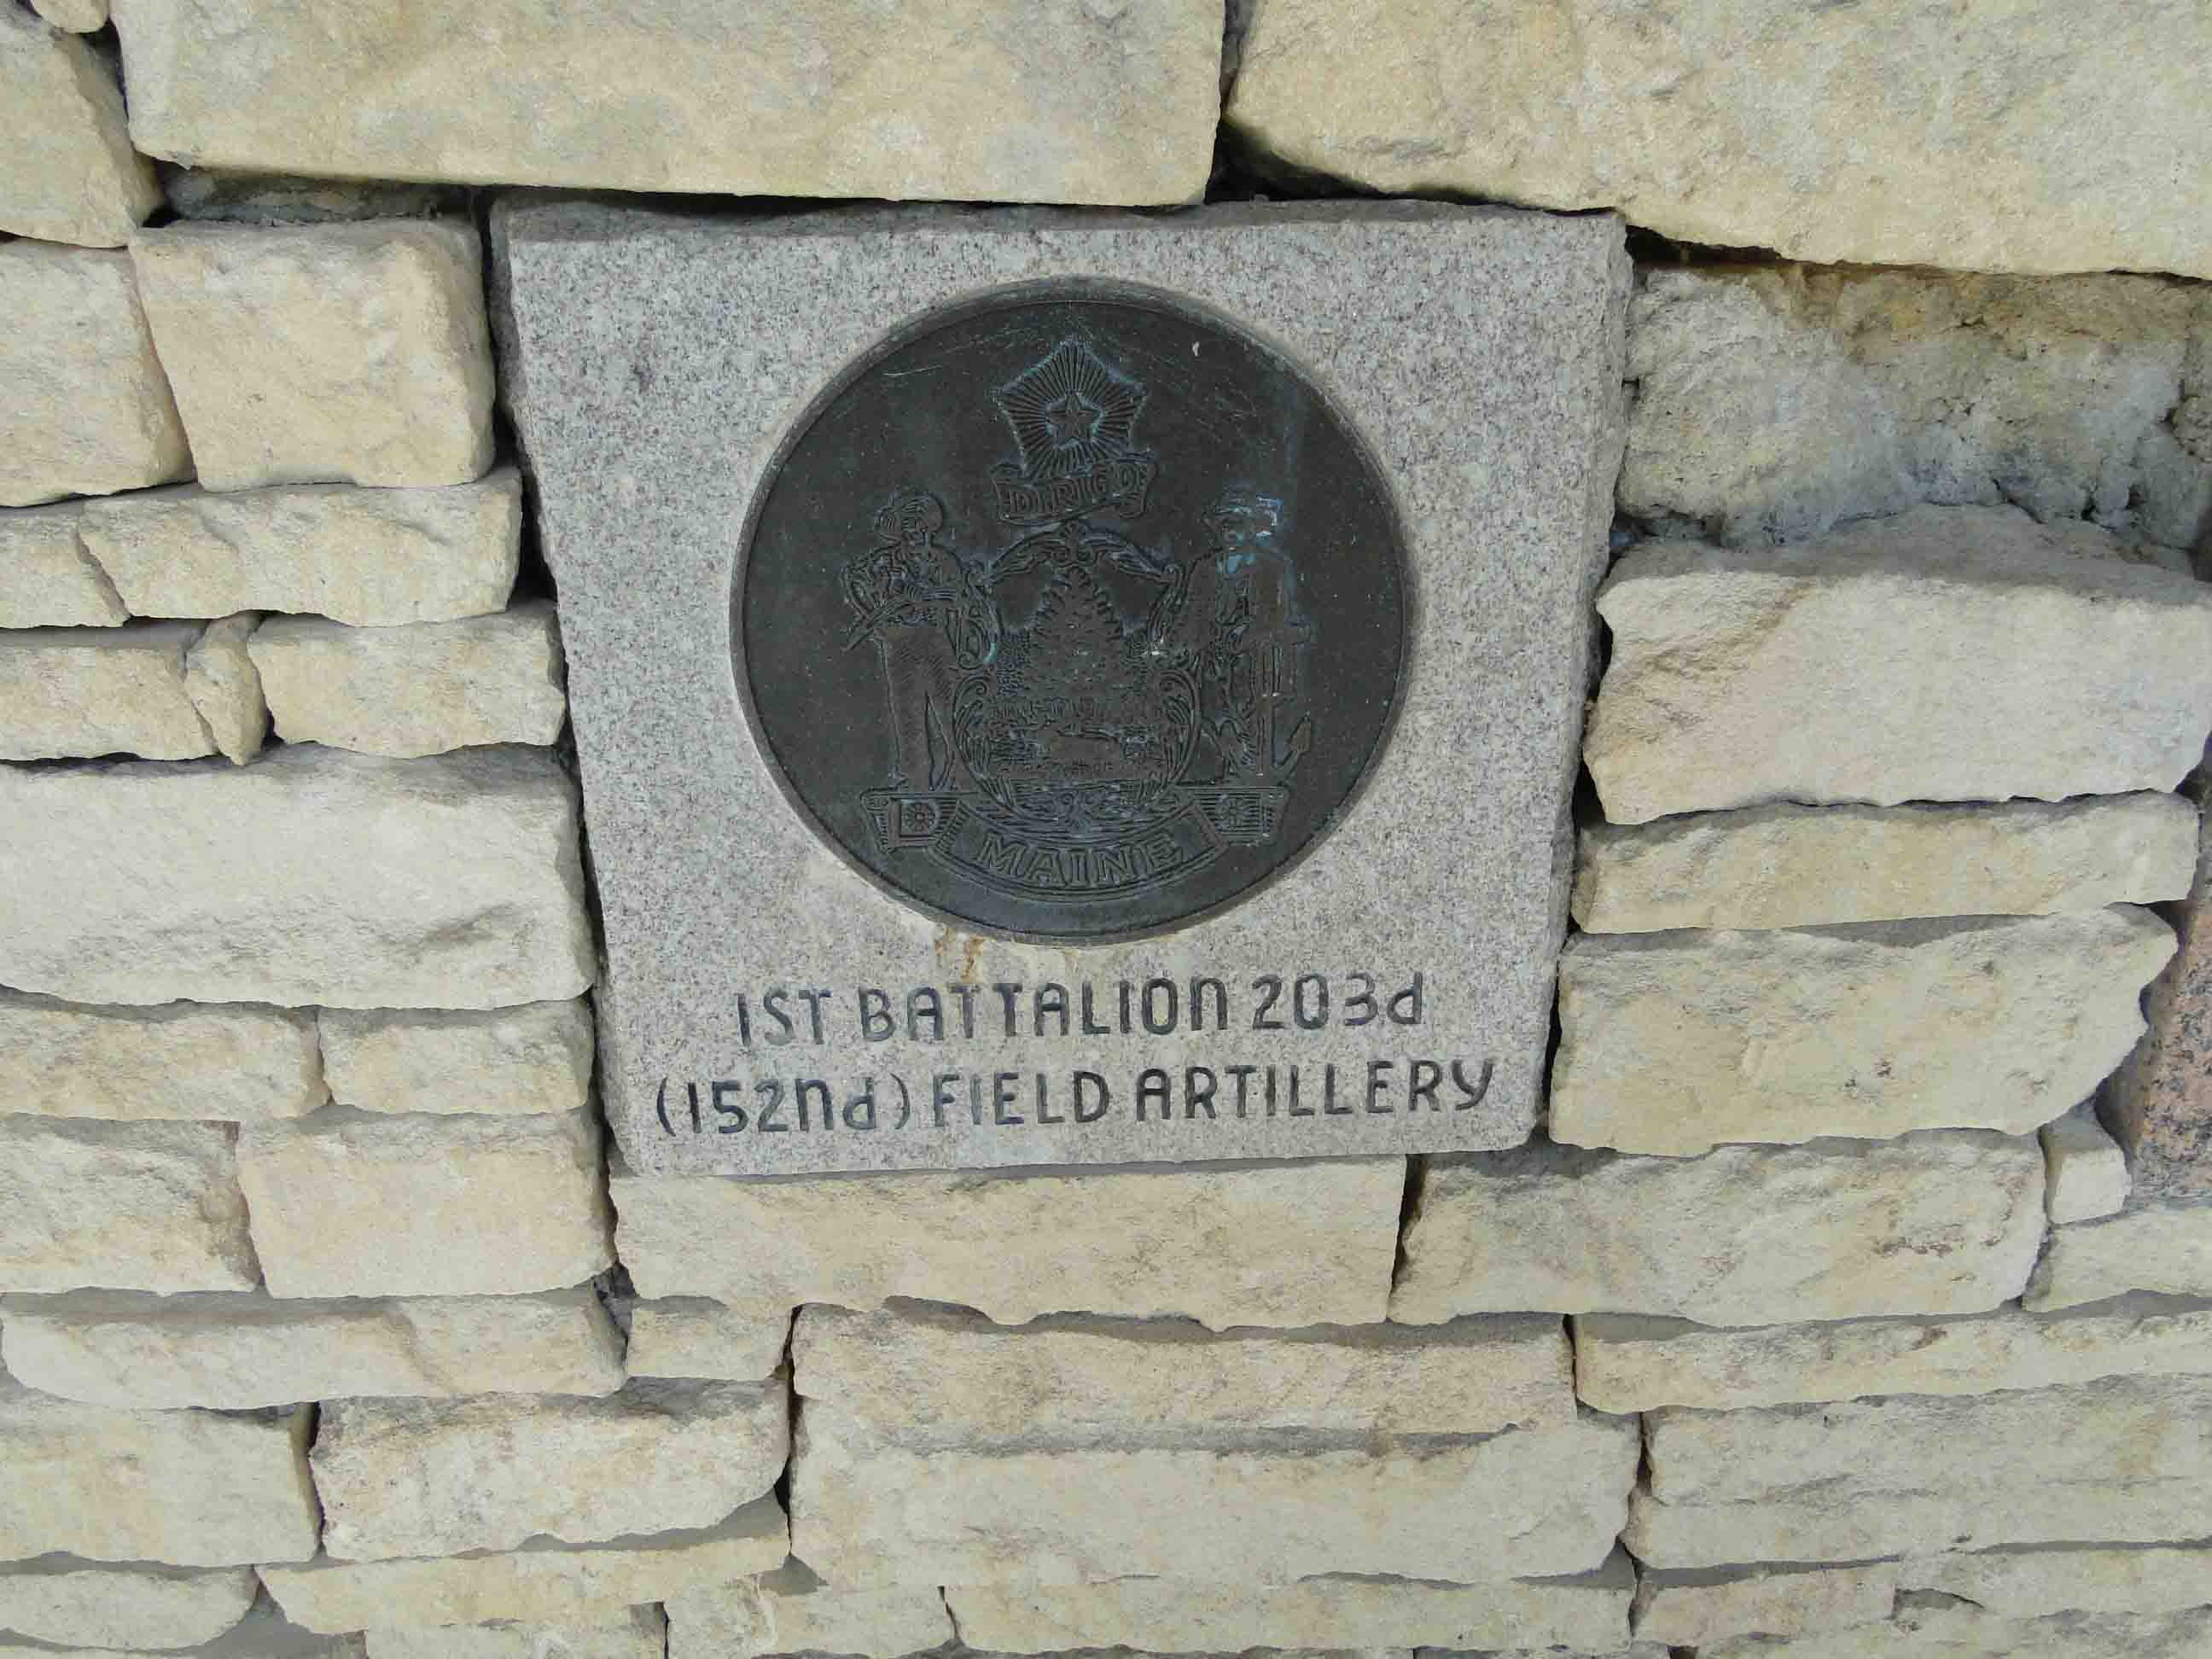 DIRIGO
MAINE
1ST BATTALION 203d
(152nd) FIELD ARTILLERY